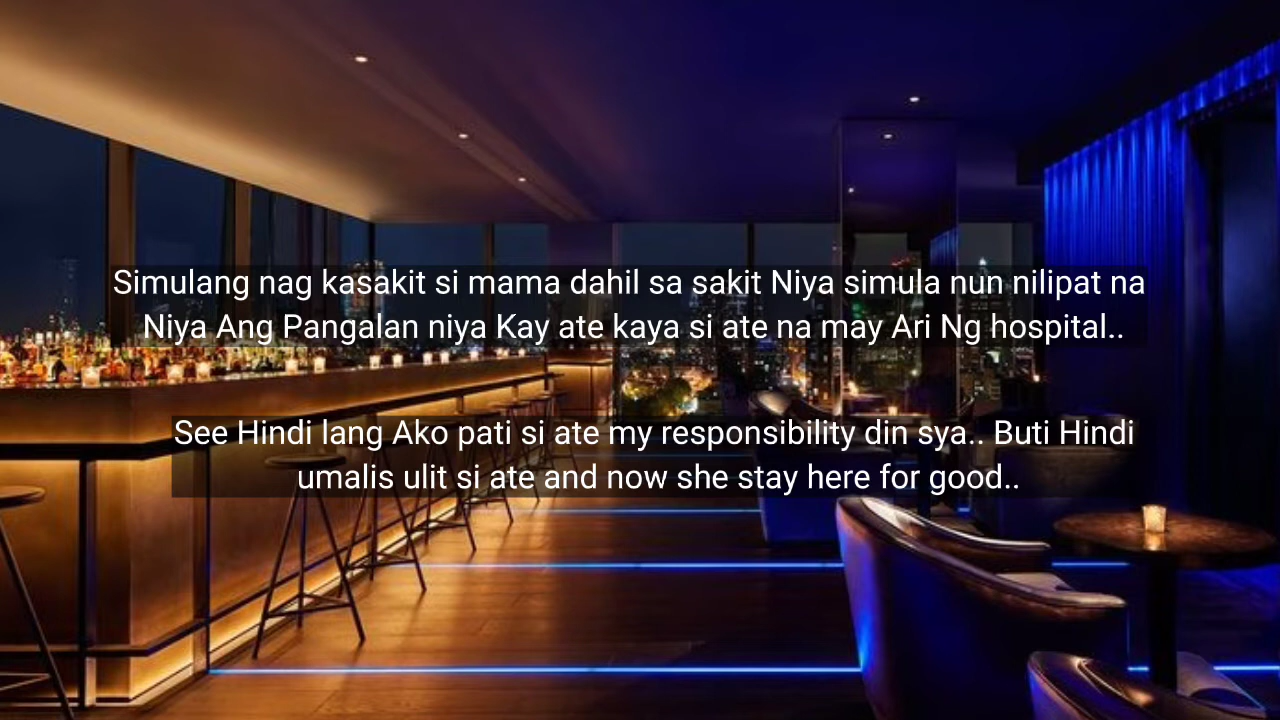 Simulang nag kasakit si mama dahil sa sakit Niya simula nun nilipat na
Niya Ang Pangalan niya Kay ate kaya si ate na may Ari Ng hospital..
See Hindi lang Ako pati si ate my responsibility din sya.. Buti Hindi
umalis ulit si ate and now she stay here for good..